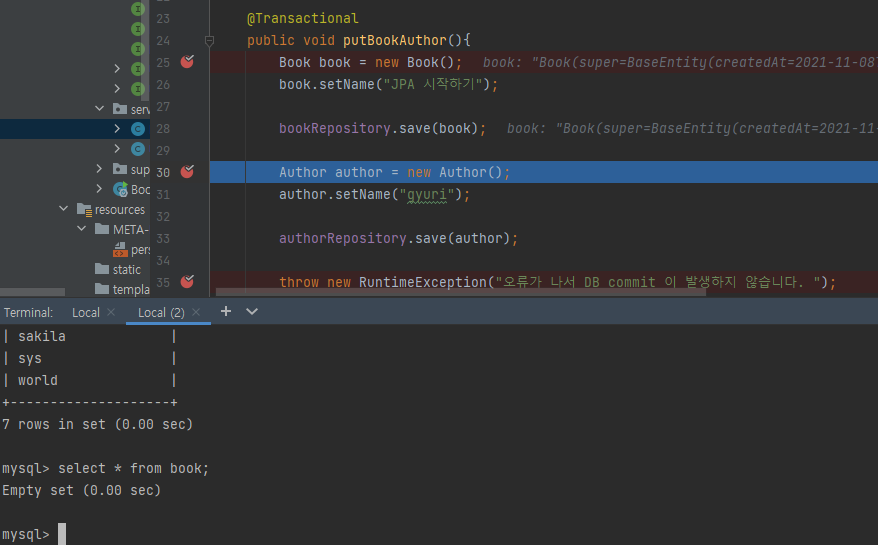 23
@Transactional
24
public void putBookAuthor(){
25
Book book = new Book();   book: "Book(super=BaseEntity(createdAt=2021-11-08
26
book.setName("JPA 시작하기");
27
serv
28
bookRepository.save(book);   book: "Book(super=BaseEntity(createdAt=2021-11-
29
30
Author author = new Author();
sup
31
author.setName("gyuri");
Boo
32
resources
33
authorRepository.save(author);
META-
34
pers
static
35
throw new RuntimeException("오류가 나서 DB commit 이 발생하지 않습니다. ");
templa
Terminal:  Local ×  Local (2) ×  +
| sakila             |
| sys                |
| world              |
+--------------------+
7 rows in set (0.00 sec)
mysql> select * from book;
Empty set (0.00 sec)
mysql>